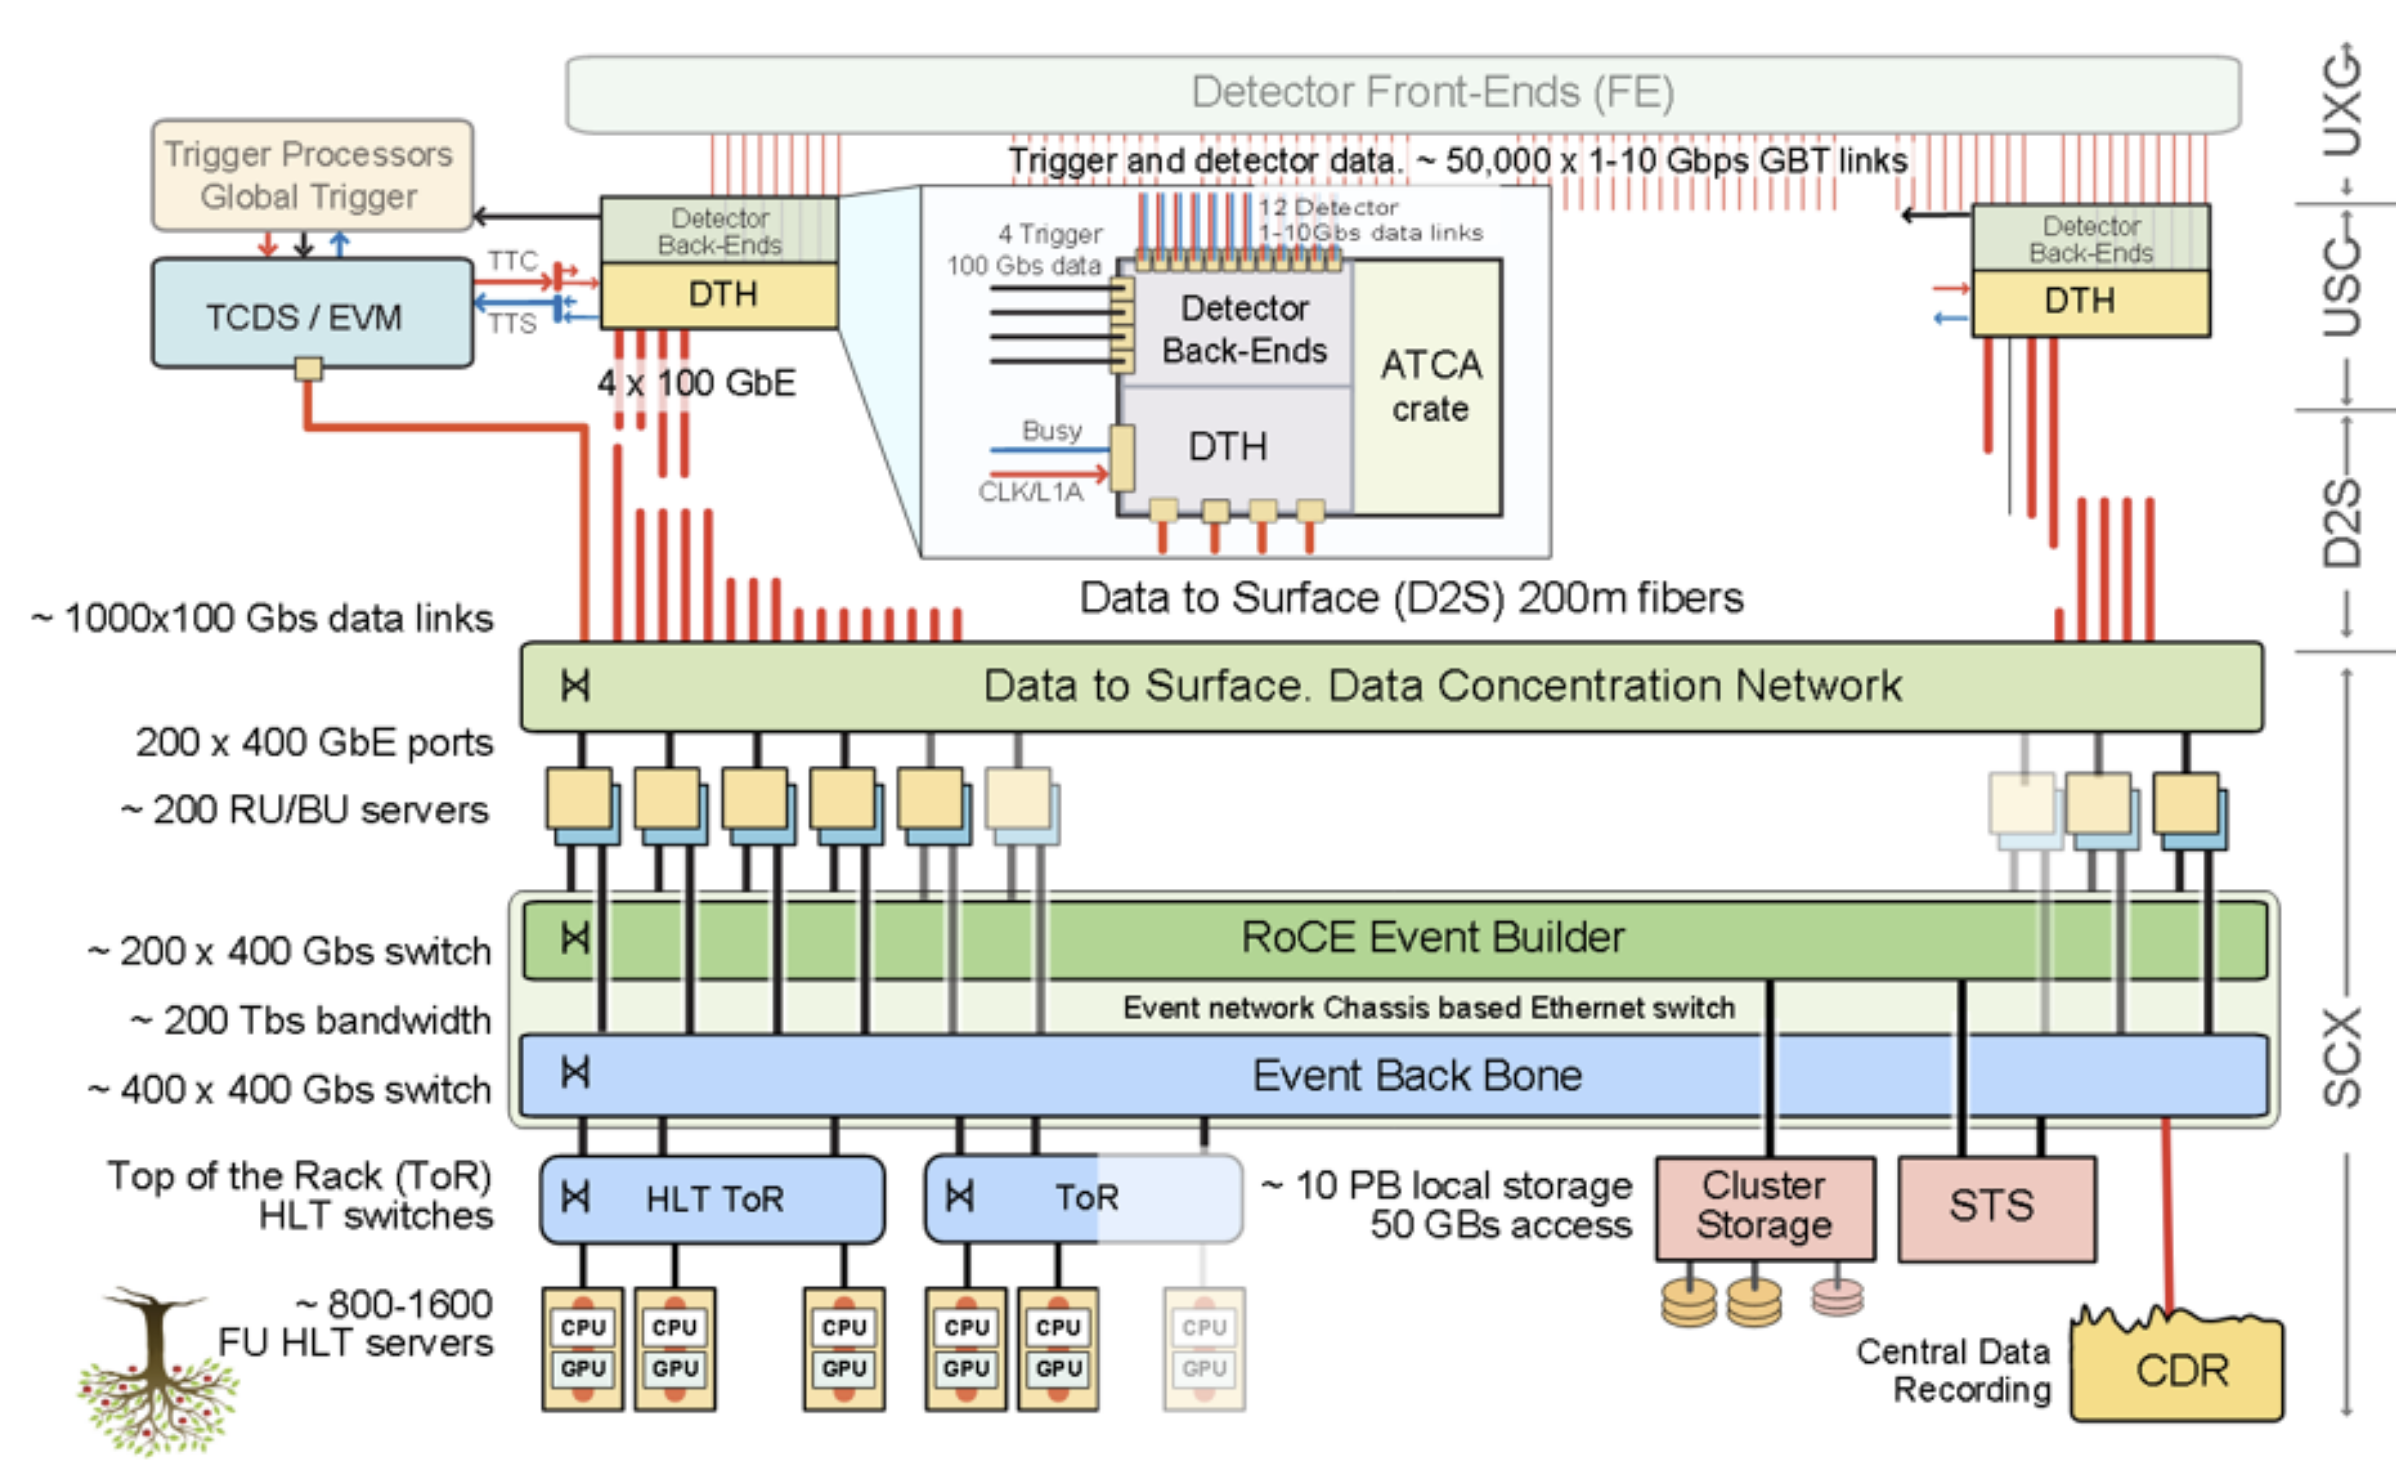 Detector Front-Ends (FE)
UXG
Trigger Processors
Global Trigger
Trigger and detector data. ~ 50,000 x 1-10 Gbps GBT links
Detector
Back-Ends
DTH
TTC
TTS
TCDS / EVM
4 x 100 GbE
12 Detector
1-10Gbs data links
4 Trigger
100 Gbs data
Detector
Back-Ends
ATCA
crate
Busy
DTH
CLK/L1A
Detector
Back-Ends
DTH
USC
D2S
Data to Surface (D2S) 200m fibers
~ 1000x100 Gbs data links
Data to Surface. Data Concentration Network
200 x 400 GbE ports
~ 200 RU/BU servers
~ 200 x 400 Gbs switch
RoCE Event Builder
~ 200 Tbs bandwidth
Event network Chassis based Ethernet switch
~ 400 x 400 Gbs switch
Event Back Bone
SCX
Top of the Rack (ToR)
HLT switches
HLT ToR
ToR
~ 10 PB local storage
50 GBs access
Cluster
Storage
STS
~ 800-1600
FU HLT servers
CPU
GPU
CPU
GPU
CPU
GPU
CPU
GPU
CPU
GPU
CPU
GPU
Central Data
Recording
CDR